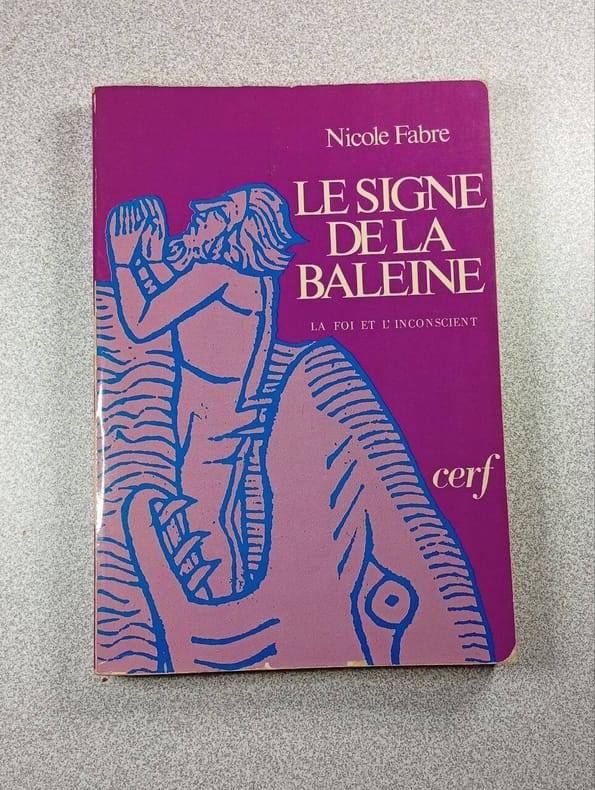 Nicole Fabre
LE SIGNE
DE LA
BALEINE
LA FOI ET L'INCONSCIENT
cerf